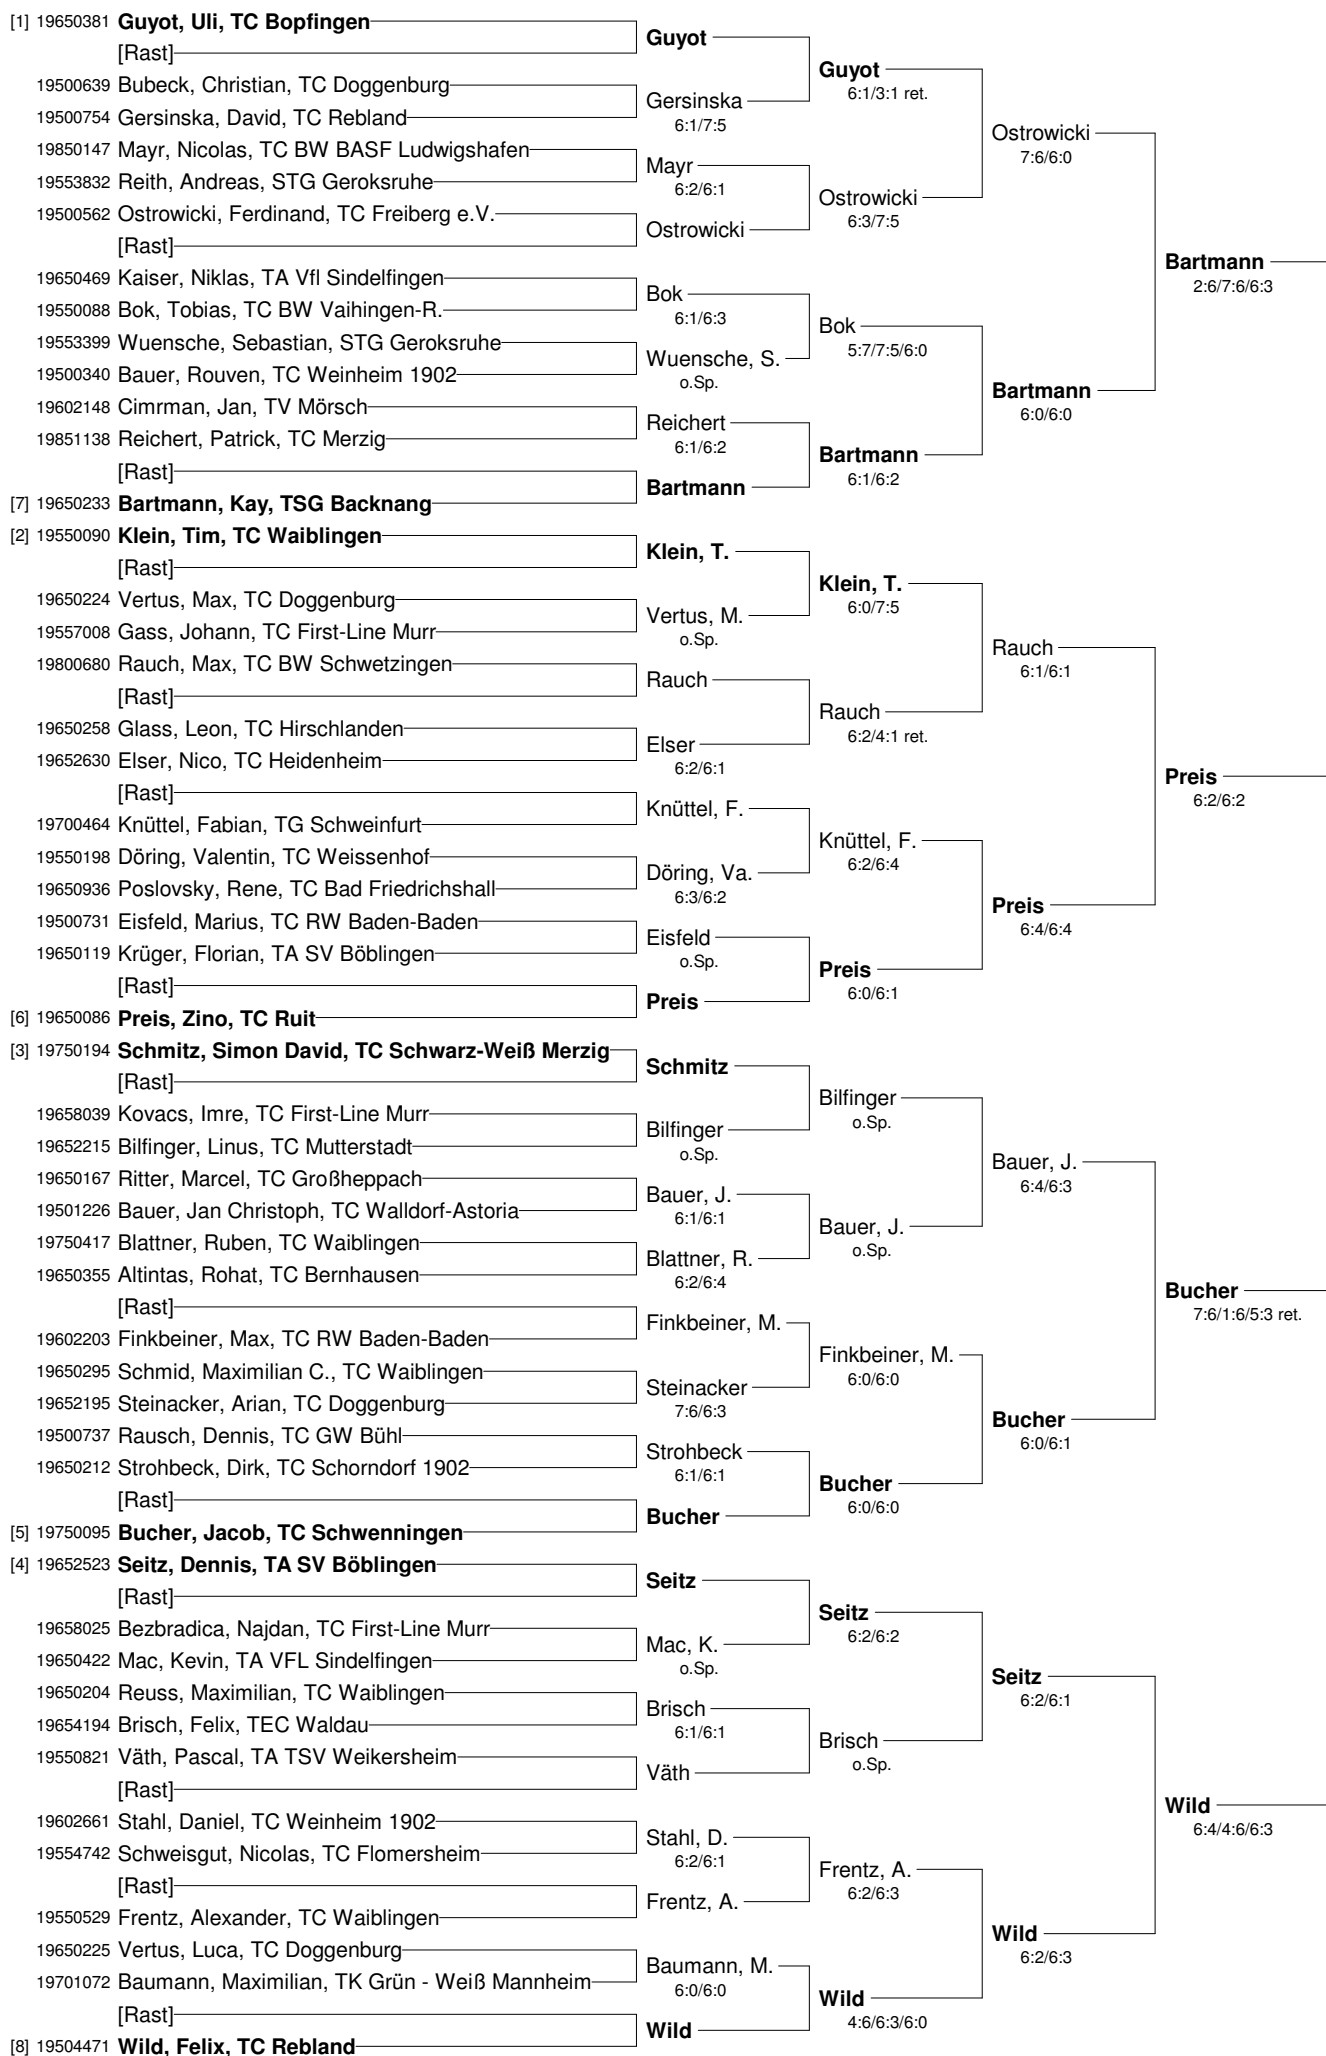 [1] 19650381 Guyot, Uli, TC Bopfingen
[Rast]
19500639 Bubeck, Christian, TC Doggenburg
19500754 Gersinska, David, TC Rebland
19850147 Mayr, Nicolas, TC BW BASF Ludwigshafen
19553832 Reith, Andreas, STG Geroksruhe
19500562 Ostrowicki, Ferdinand, TC Freiberg e.V.
[Rast]
19650469 Kaiser, Niklas, TA Vfl Sindelfingen
19550088 Bok, Tobias, TC BW Vaihingen-R.
19553399 Wuensche, Sebastian, STG Geroksruhe
19500340 Bauer, Rouven, TC Weinheim 1902
19602148 Cimrman, Jan, TV Mörsch
19851138 Reichert, Patrick, TC Merzig
[Rast]
[7] 19650233 Bartmann, Kay, TSG Backnang
[2] 19550090 Klein, Tim, TC Waiblingen
[Rast]
19650224 Vertus, Max, TC Doggenburg
19557008 Gass, Johann, TC First-Line Murr
19800680 Rauch, Max, TC BW Schwetzingen
[Rast]
19650258 Glass, Leon, TC Hirschlanden
19652630 Elser, Nico, TC Heidenheim
[Rast]
19700464 Knüttel, Fabian, TG Schweinfurt
19550198 Döring, Valentin, TC Weissenhof
19650936 Poslovsky, Rene, TC Bad Friedrichshall
19500731 Eisfeld, Marius, TC RW Baden-Baden
19650119 Krüger, Florian, TA SV Böblingen
[Rast]
[6] 19650086 Preis, Zino, TC Ruit
[3] 19750194 Schmitz, Simon David, TC Schwarz-Weiß Merzig
[Rast]
19658039 Kovacs, Imre, TC First-Line Murr
19652215 Bilfinger, Linus, TC Mutterstadt
19650167 Ritter, Marcel, TC Großheppach
19501226 Bauer, Jan Christoph, TC Walldorf-Astoria
19750417 Blattner, Ruben, TC Waiblingen
19650355 Altintas, Rohat, TC Bernhausen
[Rast]
19602203 Finkbeiner, Max, TC RW Baden-Baden
19650295 Schmid, Maximilian C., TC Waiblingen
19652195 Steinacker, Arian, TC Doggenburg
19500737 Rausch, Dennis, TC GW Bühl
19650212 Strohbeck, Dirk, TC Schorndorf 1902
[Rast]
[5] 19750095 Bucher, Jacob, TC Schwenningen
[4] 19652523 Seitz, Dennis, TA SV Böblingen
[Rast]
19658025 Bezbradica, Najdan, TC First-Line Murr
19650422 Mac, Kevin, TA VFL Sindelfingen
19650204 Reuss, Maximilian, TC Waiblingen
19654194 Brisch, Felix, TEC Waldau
19550821 Väth, Pascal, TA TSV Weikersheim
[Rast]
19602661 Stahl, Daniel, TC Weinheim 1902
19554742 Schweisgut, Nicolas, TC Flomersheim
[Rast]
19550529 Frentz, Alexander, TC Waiblingen
19650225 Vertus, Luca, TC Doggenburg
19701072 Baumann, Maximilian, TK Grün - Weiß Mannheim
[Rast]
[8] 19504471 Wild, Felix, TC Rebland
Guyot
Gersinska
6:1/7:5
Mayr
6:2/6:1
Ostrowicki
Bok
6:1/6:3
Wuensche, S.
o.Sp.
Reichert
6:1/6:2
Bartmann
Klein, T.
Vertus, M.
o.Sp.
Rauch
Elser
6:2/6:1
Knüttel, F.
Döring, Va.
6:3/6:2
Eisfeld
o.Sp.
Preis
Schmitz
Bilfinger
o.Sp.
Bauer, J.
6:1/6:1
Blattner, R.
6:2/6:4
Finkbeiner, M.
Steinacker
7:6/6:3
Strohbeck
6:1/6:1
Bucher
Seitz
Mac, K.
o.Sp.
Brisch
6:1/6:1
Väth
Stahl, D.
6:2/6:1
Frentz, A.
Baumann, M.
6:0/6:0
Wild
Guyot
6:1/3:1 ret.
Ostrowicki
6:3/7:5
Bok
5:7/7:5/6:0
Bartmann
6:1/6:2
Klein, T.
6:0/7:5
Rauch
6:2/4:1 ret.
Knüttel, F.
6:2/6:4
Preis
6:0/6:1
Bilfinger
o.Sp.
Bauer, J.
o.Sp.
Finkbeiner, M.
6:0/6:0
Bucher
6:0/6:0
Seitz
6:2/6:2
Brisch
o.Sp.
Frentz, A.
6:2/6:3
Wild
4:6/6:3/6:0
Ostrowicki
7:6/6:0
Bartmann
6:0/6:0
Rauch
6:1/6:1
Preis
6:4/6:4
Bauer, J.
6:4/6:3
Bucher
6:0/6:1
Seitz
6:2/6:1
Wild
6:2/6:3
Bartmann
2:6/7:6/6:3
Preis
6:2/6:2
Bucher
7:6/1:6/5:3 ret.
Wild
6:4/4:6/6:3